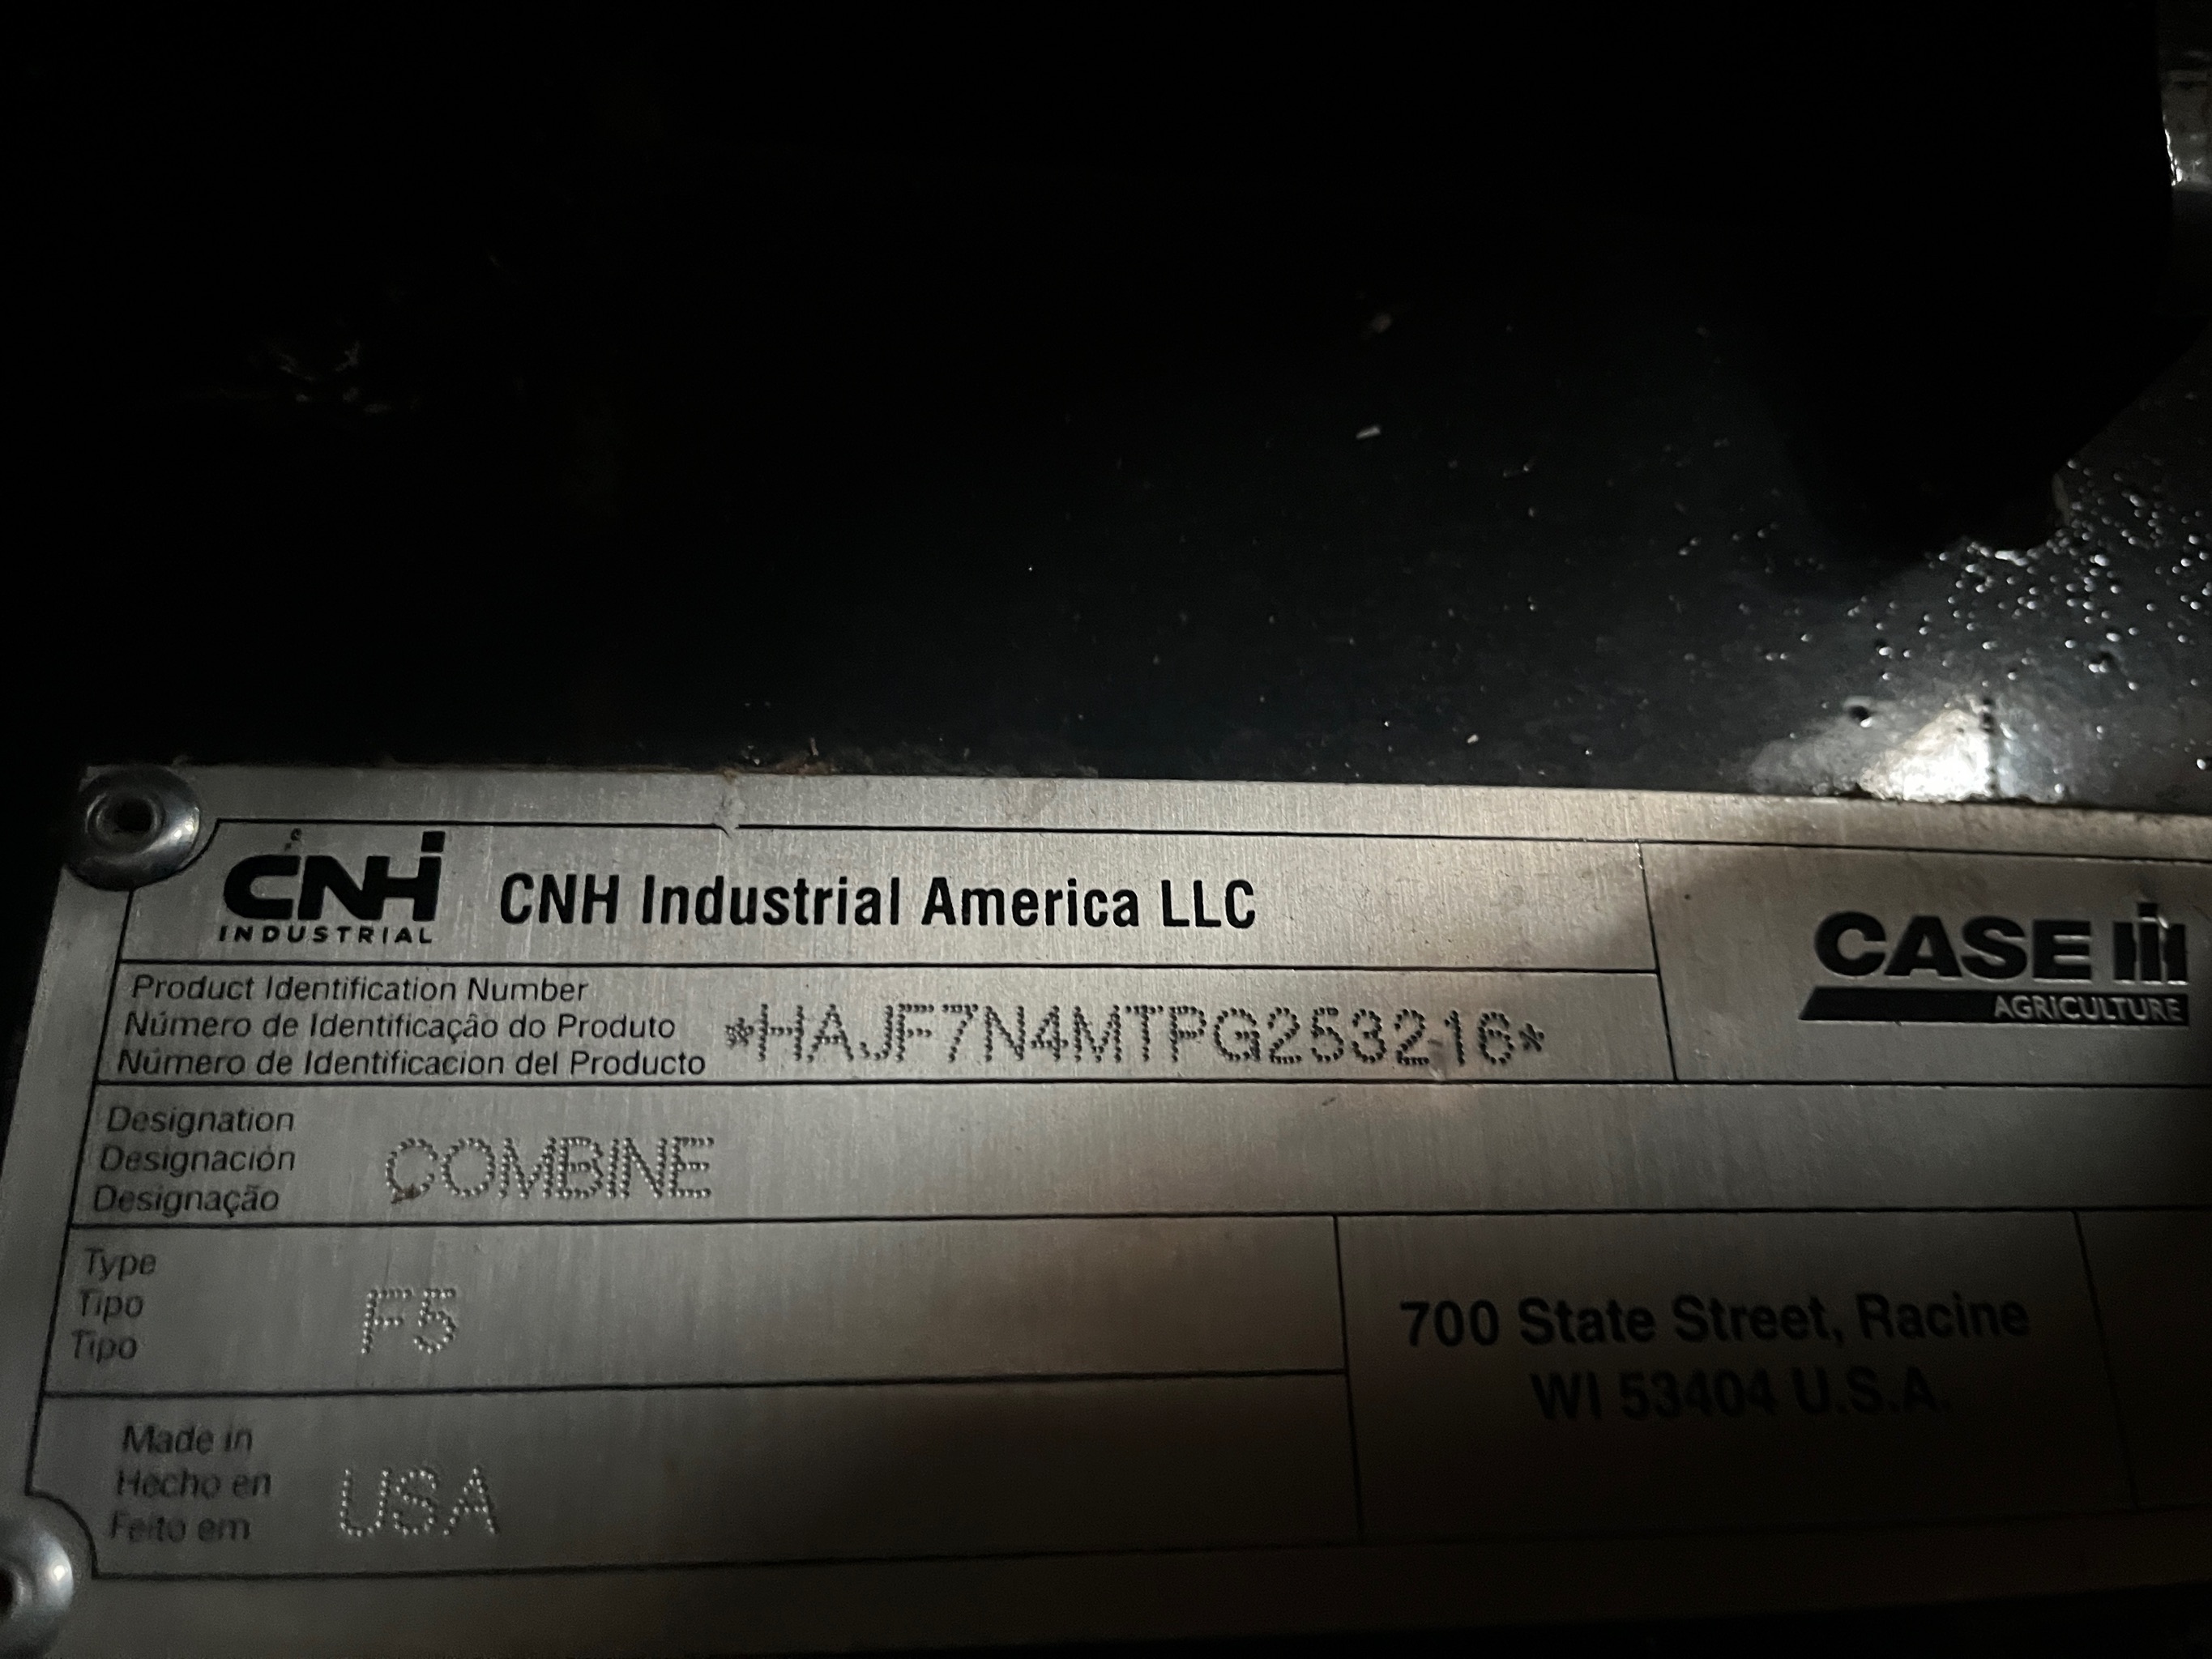 CNH
INDUSTRIAL
CNH Industrial America LLC
CASE IH
AGRICULTURE
Product Identification Number
Número de Identificação do Produto
Número de Identificacion del Producto
*HAJF7N4MTPG253216*
Designation
Designación
Designação
COMBINE
Type
Tipo
Tipo
F5
700 State Street, Racine
WI 53404 U.S.A.
Made in
Hecho en
Feito em
USA